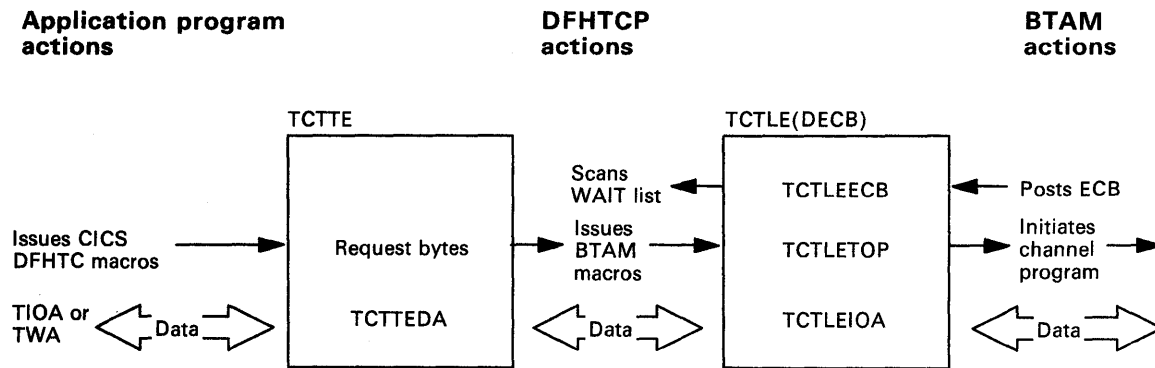 Application program
actions
DFHTCP
actions
BTAM
actions
TCTTE
TCTLE(DECB)
Scans
WAIT list
TCTLEECB
Posts ECB
Issues CICS
DFHTC macros
Request bytes
Issues
BTAM
macros
TCTLETOP
Initiates
channel
program
TIOA or
TWA
Data
TCTTEDA
Data
TCTLEIOA
Data